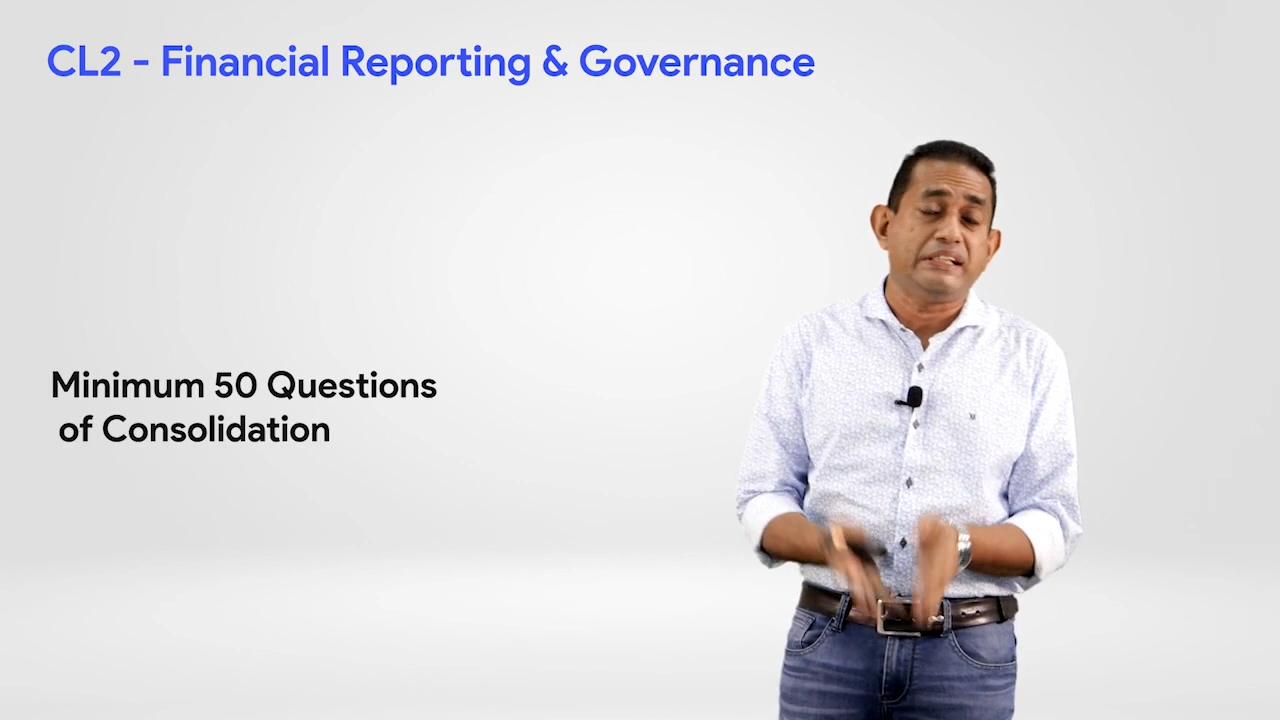 CL2 - Financial Reporting & Governance
Minimum 50 Questions
of Consolidation